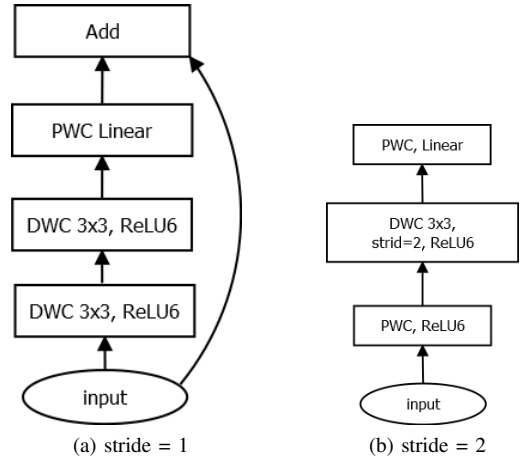 Add
PWC Linear
DWC 3x3, ReLU6
DWC 3x3, ReLU6
input
(a) stride = 1
PWC, Linear
DWC 3x3,
strid=2, ReLU6
PWC, ReLU6
input
(b) stride = 2